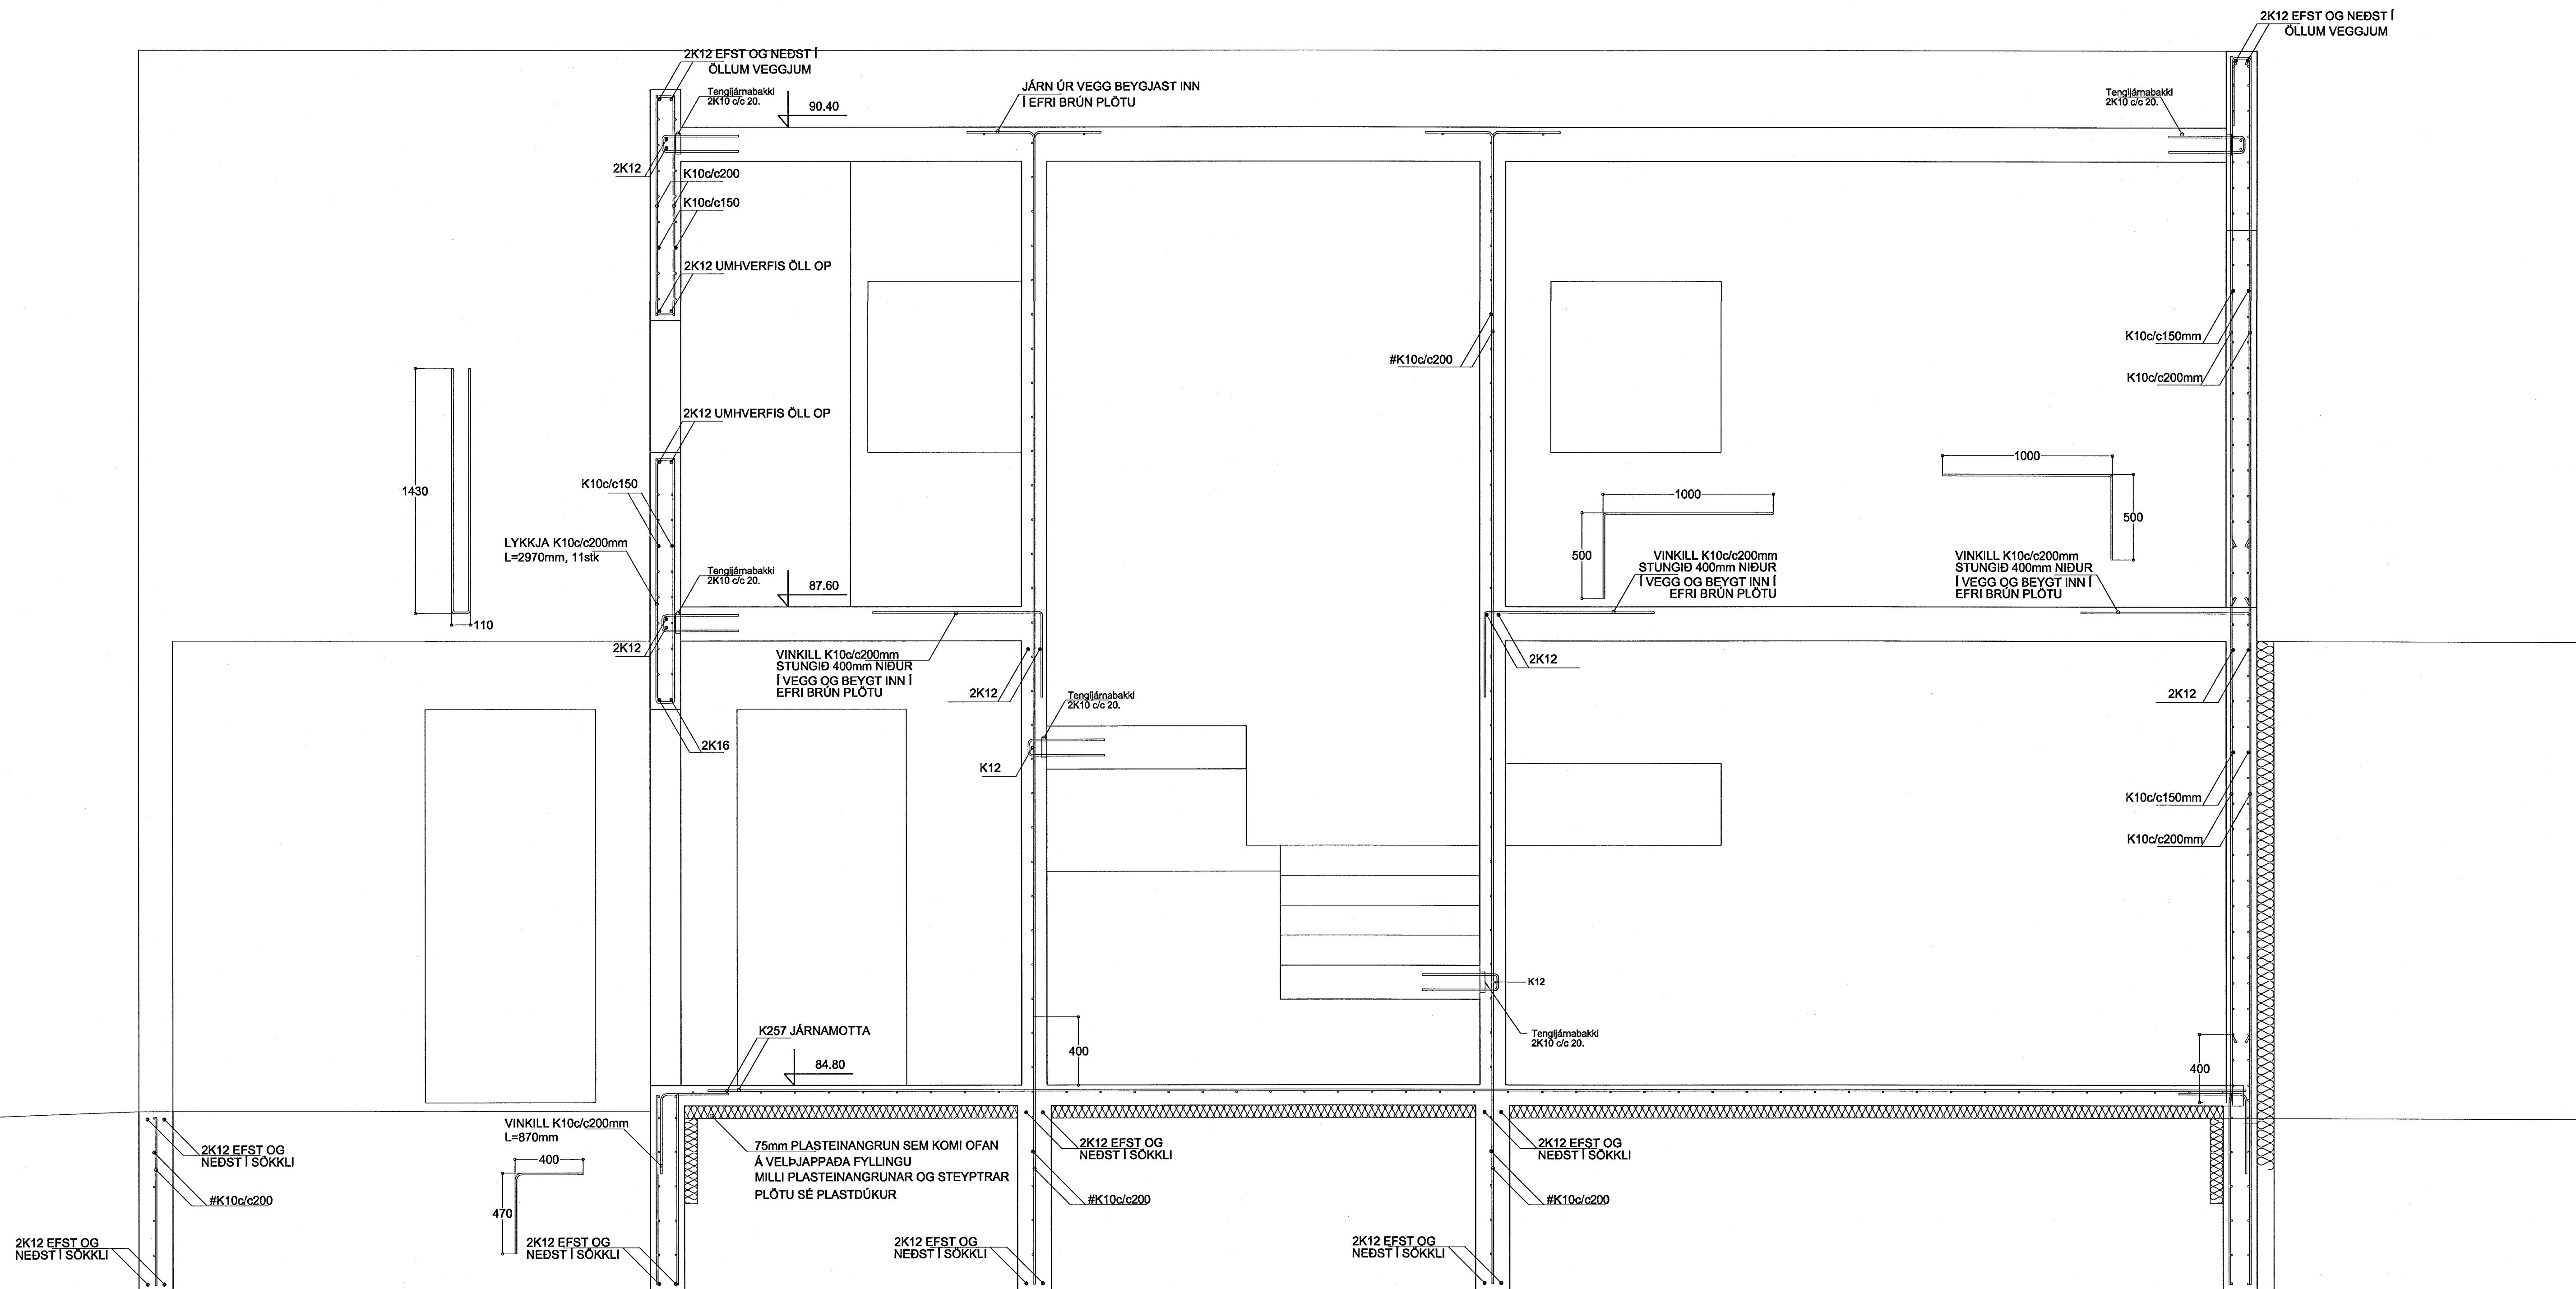 2K12 EFST OG NEÐST Í
ÖLLUM VEGGJUM
2K12 EFST OG NEÐST Í
ÖLLUM VEGGJUM
Tengijárnabakki
2K10 c/c 20.
90.40
JÁRN ÚR VEGG BEYGJAST INN
Í EFRI BRÚN PLÖTU
Tengijárnabakki
2K10 c/c 20.
2K12
K10c/c200
K10c/c150
2K12 UMHVERFIS ÖLL OP
#K10c/c200
K10c/c150mm
K10c/c200mm
2K12 UMHVERFIS ÖLL OP
1430
110
K10c/c150
LYKKJA K10c/c200mm
L=2970mm, 11stk
Tengijárnabakki
2K10 c/c 20.
87.60
1000
500
VINKILL K10c/c200mm
STUNGIÐ 400mm NIÐUR
Í VEGG OG BEYGT INN Í
EFRI BRÚN PLÖTU
1000
500
VINKILL K10c/c200mm
STUNGIÐ 400mm NIÐUR
Í VEGG OG BEYGT INN Í
EFRI BRÚN PLÖTU
2K12
VINKILL K10c/c200mm
STUNGIÐ 400mm NIÐUR
Í VEGG OG BEYGT INN Í
EFRI BRÚN PLÖTU
2K12
2K12
2K12
Tengijárnabakki
2K10 c/c 20.
2K16
K12
K10c/c150mm
K10c/c200mm
K12
Tengijárnabakki
2K10 c/c 20.
K257 JÁRNAMOTTA
84.80
400
400
VINKILL K10c/c200mm
L=870mm
400
470
75mm PLASTEINANGRUN SEM KOMI OFAN
Á VELÞJAPPAÐA FYLLINGU
MILLI PLASTEINANGRUNAR OG STEYPTRAR
PLÖTU SÉ PLASTDÚKUR
2K12 EFST OG
NEÐST Í SÖKKLI
#K10c/c200
2K12 EFST OG
NEÐST Í SÖKKLI
#K10c/c200
2K12 EFST OG
NEÐST Í SÖKKLI
#K10c/c200
2K12 EFST OG
NEÐST Í SÖKKLI
2K12 EFST OG
NEÐST Í SÖKKLI
2K12 EFST OG
NEÐST Í SÖKKLI
2K12 EFST OG
NEÐST Í SÖKKLI